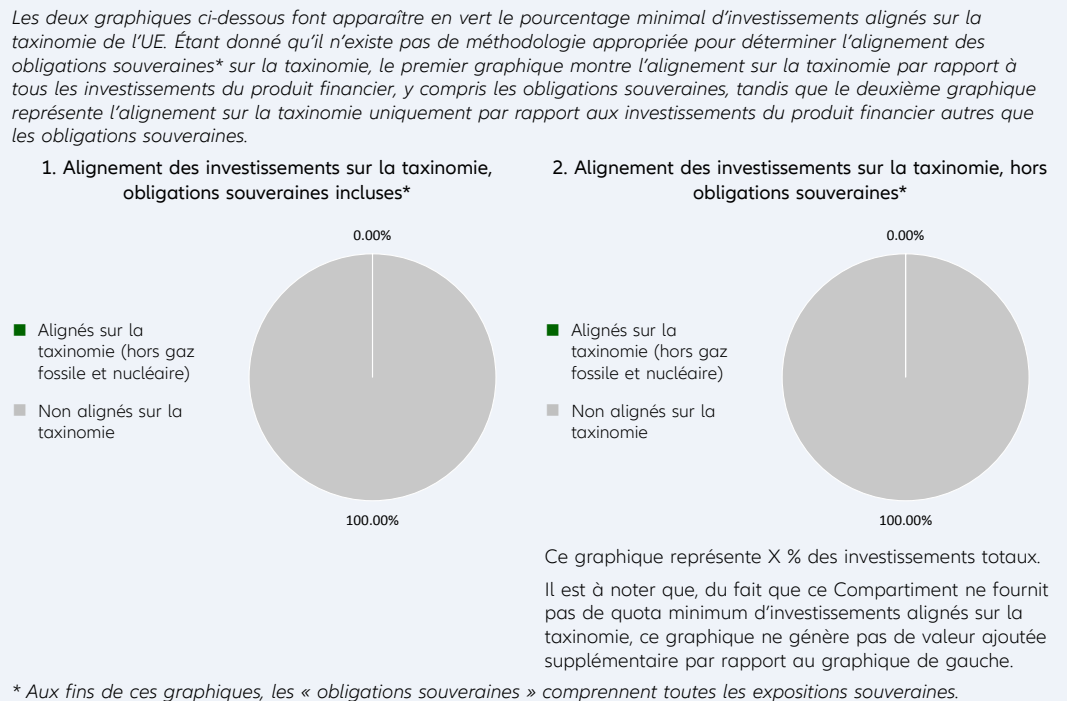 Les deux graphiques ci-dessous font apparaître en vert le pourcentage minimal d’investissements alignés sur la
taxinomie de l’UE. Étant donné qu’il n’existe pas de méthodologie appropriée pour déterminer l’alignement des
obligations souveraines* sur la taxinomie, le premier graphique montre l’alignement sur la taxinomie par rapport à
tous les investissements du produit financier, y compris les obligations souveraines, tandis que le deuxième graphique
représente l’alignement sur la taxinomie uniquement par rapport aux investissements du produit financier autres que
les obligations souveraines.
1. Alignement des investissements sur la taxinomie,
obligations souveraines incluses*
0.00%
Alignés sur la
taxinomie (hors gaz
fossile et nucléaire)
Non alignés sur la
taxinomie
100.00%
2. Alignement des investissements sur la taxinomie, hors
obligations souveraines*
0.00%
Alignés sur la
taxinomie (hors gaz
fossile et nucléaire)
Non alignés sur la
taxinomie
100.00%
Ce graphique représente X % des investissements totaux.
Il est à noter que, du fait que ce Compartiment ne fournit
pas de quota minimum d’investissements alignés sur la
taxinomie, ce graphique ne génère pas de valeur ajoutée
supplémentaire par rapport au graphique de gauche.
* Aux fins de ces graphiques, les « obligations souveraines » comprennent toutes les expositions souveraines.